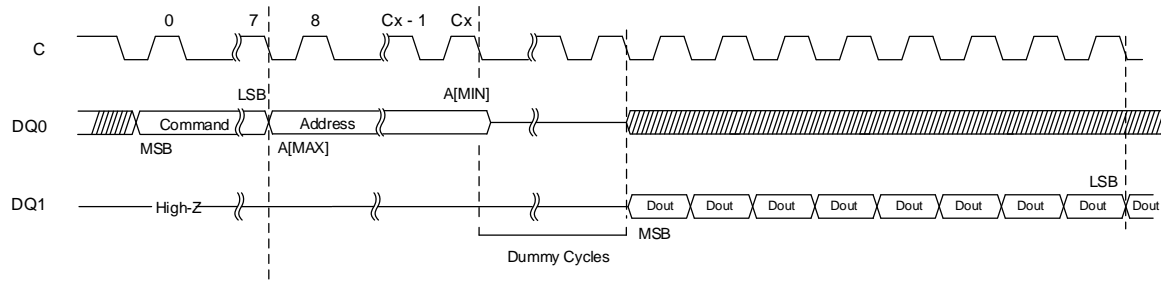 0 7 8 Cx - 1 Cx
C
LSB A[MIN]
DQ0 Command Address
MSB A[MAX]
LSB
DQ1 High-Z Dout Dout Dout Dout Dout Dout Dout Dout Dout
MSB
Dummy Cycles